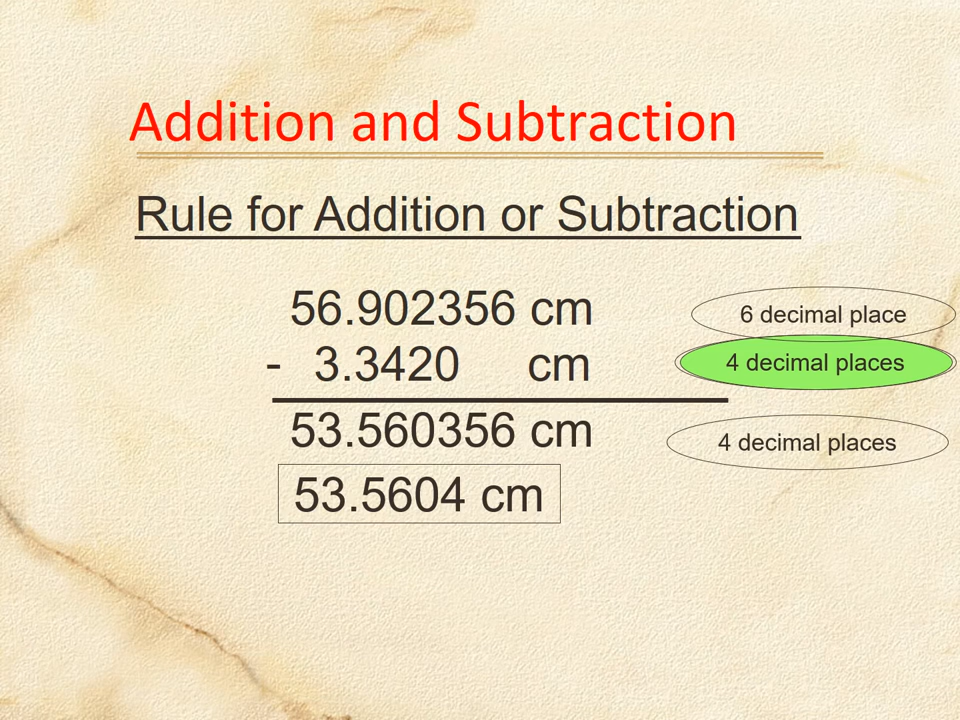 Addition and Subtraction
Rule for Addition or Subtraction
56.902356 cm
6 decimal place
- 3.3420 cm
4 decimal places
53.560356 cm
4 decimal places
53.5604 cm